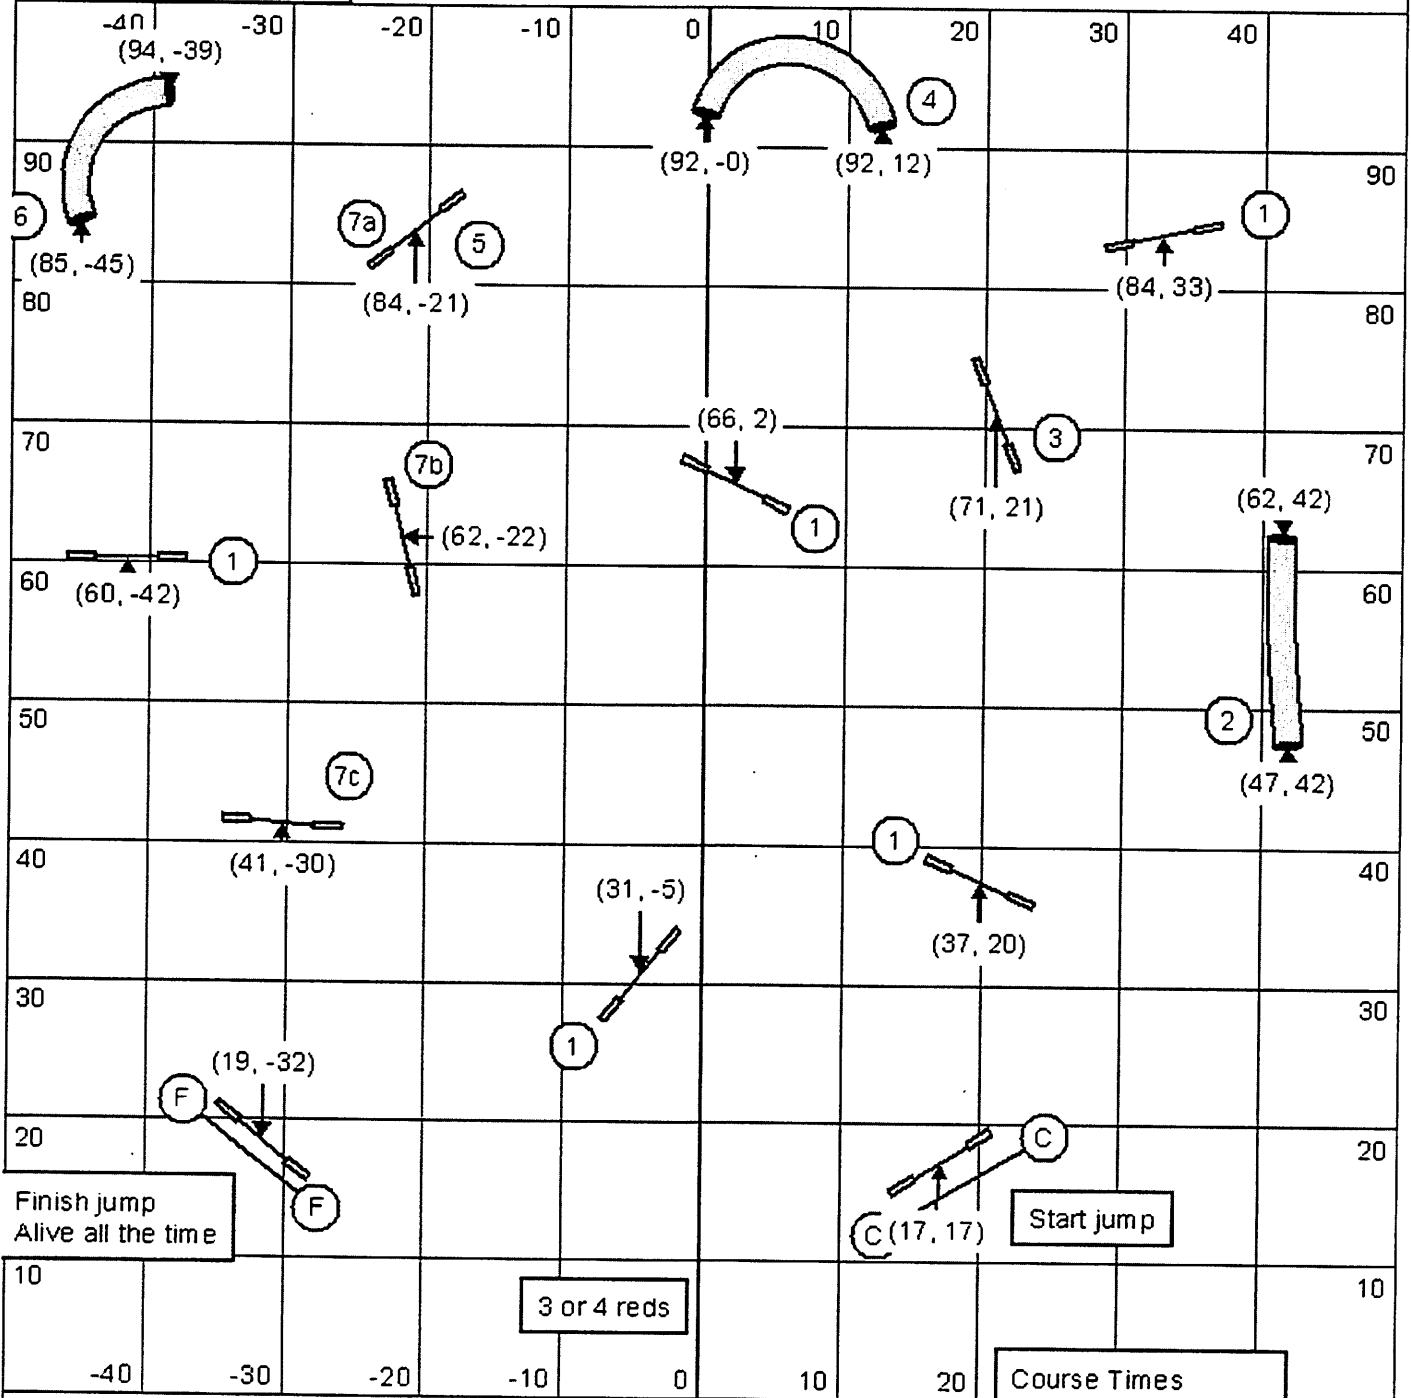 -40 -30 -20 -10 0 10 20 30 40
(94, -39)
4
(92, -0) (92, 12)
90 90
6 7a 5 1
(85, -45)
(84, -21) (84, 33)
80 80
(66, 2)
70 3 70
7b
(71, 21) (62, 42)
1 (62, -22) 1
60 60
(60, -42)
50 2 50
7c (47, 42)
40 1 40
(41, -30)
(31, -5)
(37, 20)
30 30
1
(19, -32)
F
20 C 20
Finish jump
Alive all the time
F
C (17, 17)
Start jump
10 10
3 or 4 reds
-40 -30 -20 -10 0 10 20
Course Times